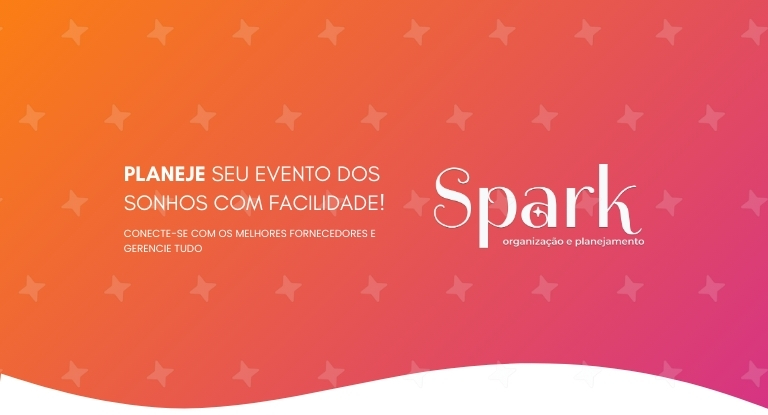 PLANEJE SEU EVENTO DOS
SONHOS COM FACILIDADE!
CONECTE-SE COM OS MELHORES FORNECEDORES E
GERENCIE TUDO
Spark
organização e planejamento